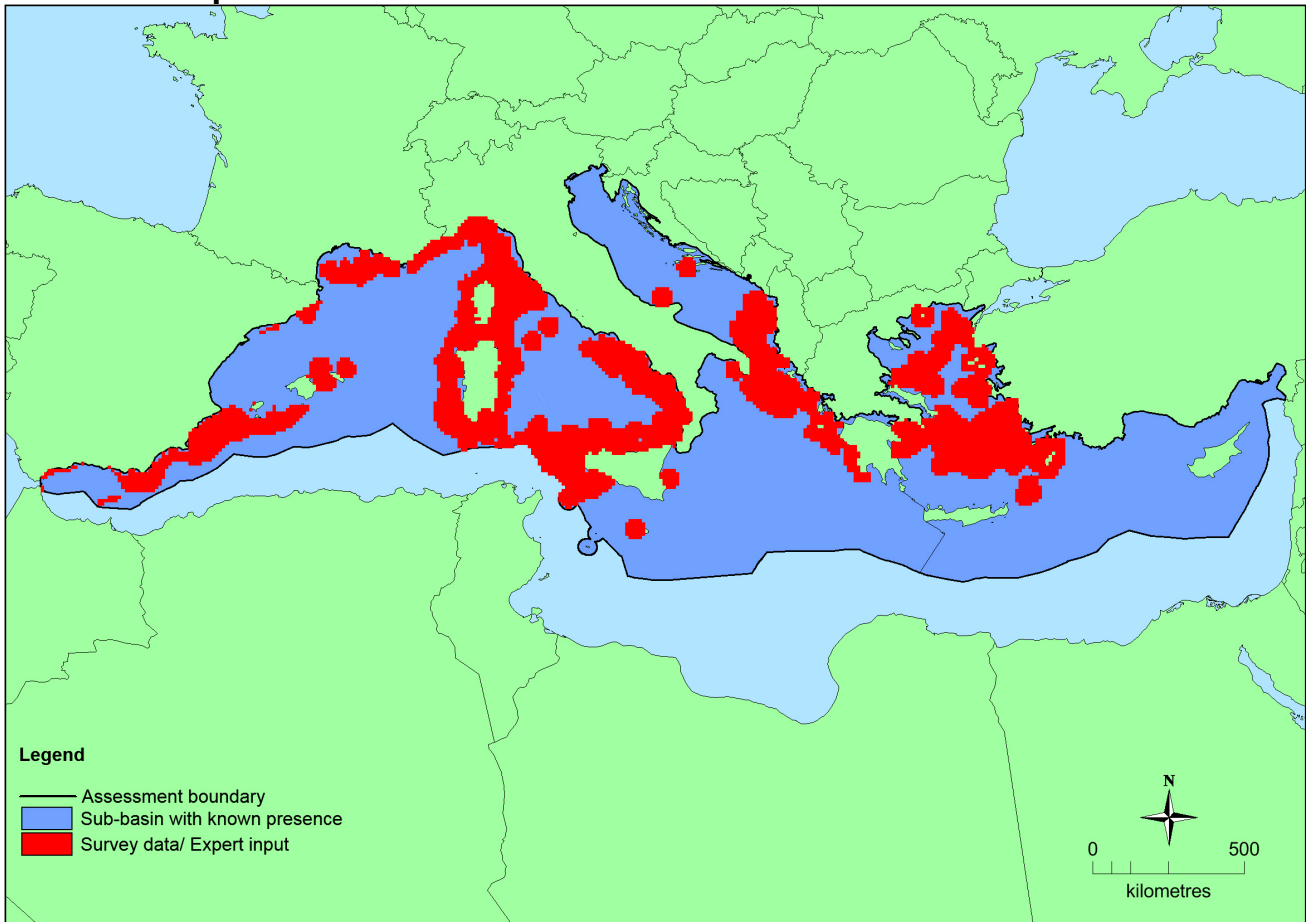 Legend
Assessment boundary
Sub-basin with known presence
Survey data/ Expert input
N
0 500
kilometres